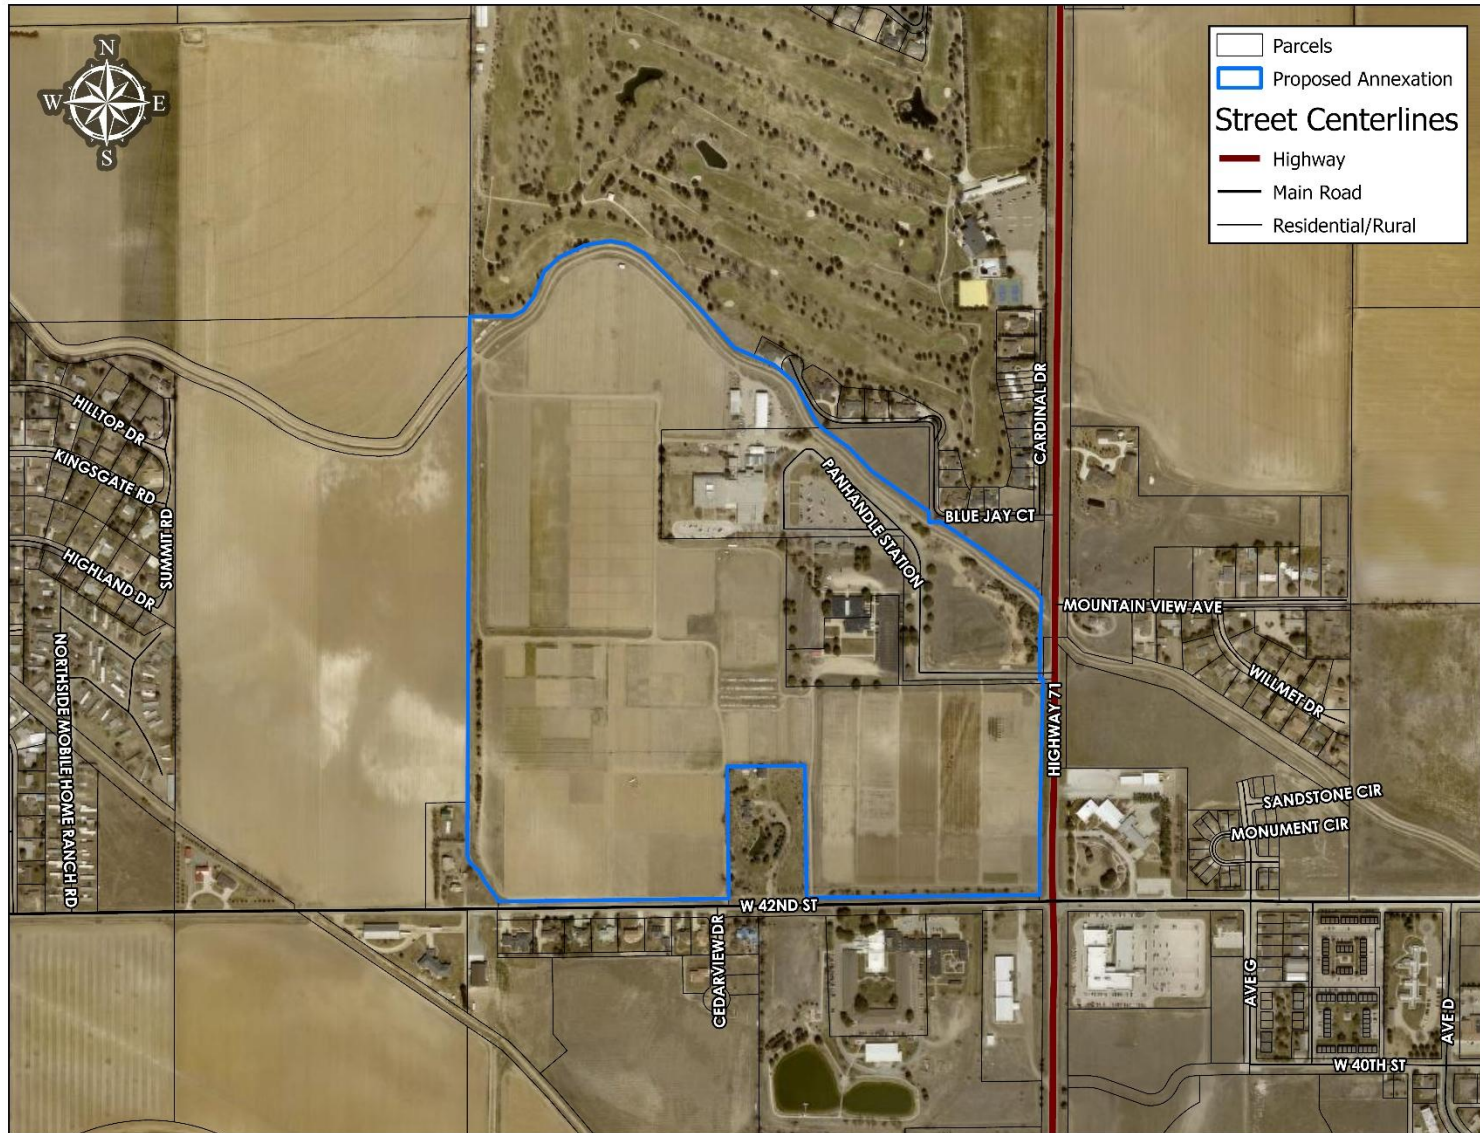 N
W E
S
Parcels
Proposed Annexation
Street Centerlines
Highway
Main Road
Residential/Rural
HILLTOP DR
KINGSGATE RD
SUMMIT RD
HIGHLAND DR
NORTHSIDE MOBILE HOME RANCH RD
CARDINAL DR
PANHANDLE STATION
BLUE JAY CT
MOUNTAIN VIEW AVE
WILLMET DR
HIGHWAY 71
SANDSTONE CIR
MONUMENT CIR
W 42ND ST
CEDARVIEW DR
AVE G
AVE D
W 40TH ST